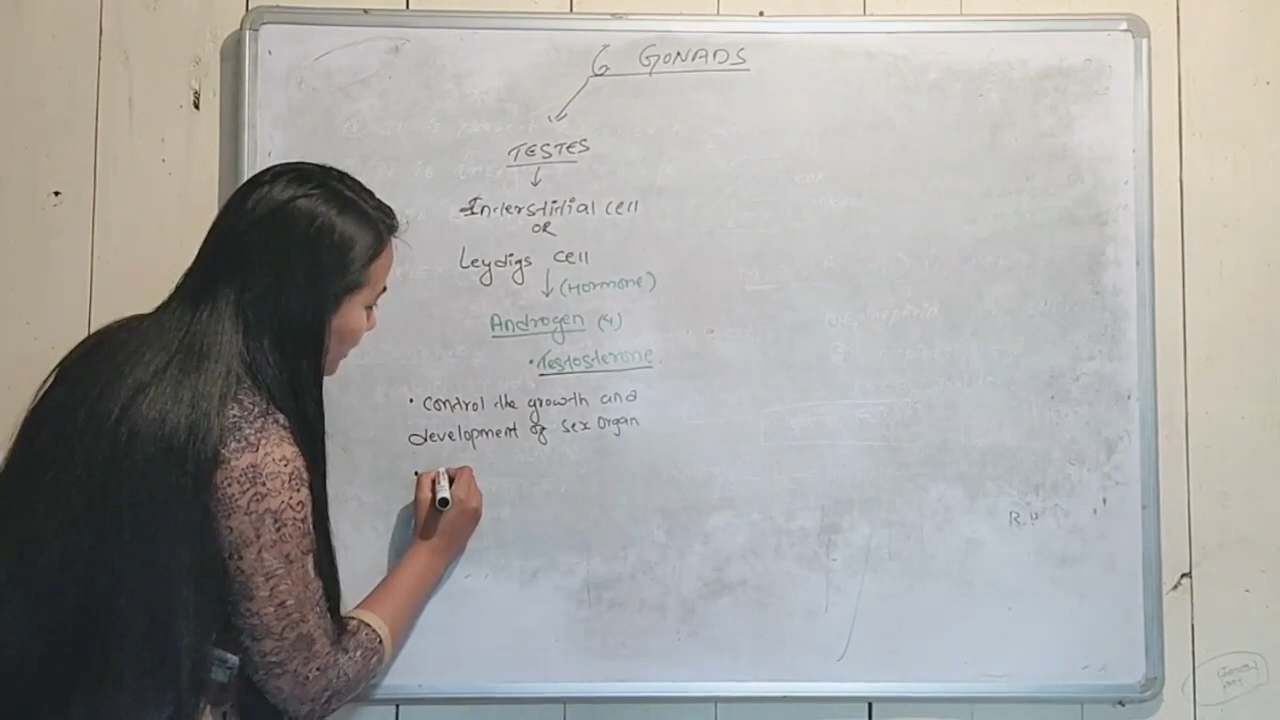 6 GONADS
TESTES
Interstitial cell
OR
Leydigs cell
(Hormone)
Androgen (4)
• Testosterone.
• control the growth and
development of sex organ
•
R.P